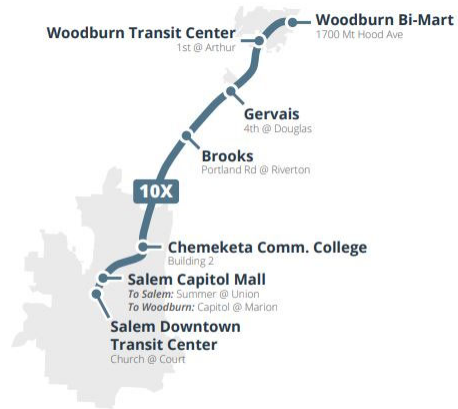 Woodburn Bi-Mart
1700 Mt Hood Ave
Woodburn Transit Center
1st @ Arthur
Gervais
4th @ Douglas
Brooks
Portland Rd @ Riverton
10X
Chemeketa Comm. College
Building 2
Salem Capitol Mall
To Salem: Summer @ Union
To Woodburn: Capitol @ Marion
Salem Downtown
Transit Center
Church @ Court